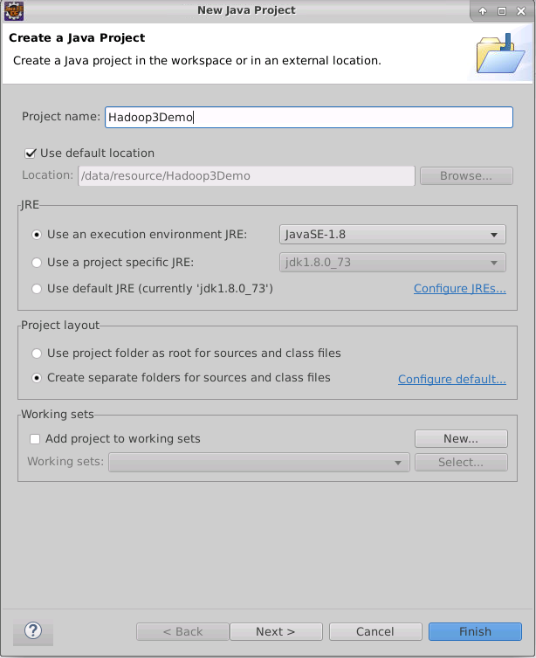 New Java Project
Create a Java Project
Create a Java project in the workspace or in an external location.
Project name: Hadoop3Demo
Use default location
Location: /data/resource/Hadoop3Demo Browse...
JRE
Use an execution environment JRE: JavaSE-1.8
Use a project specific JRE: jdk1.8.0_73
Use default JRE (currently 'jdk1.8.0_73') Configure JREs...
Project layout
Use project folder as root for sources and class files
Create separate folders for sources and class files Configure default...
Working sets
Add project to working sets New...
Working sets: Select...
? < Back Next > Cancel Finish